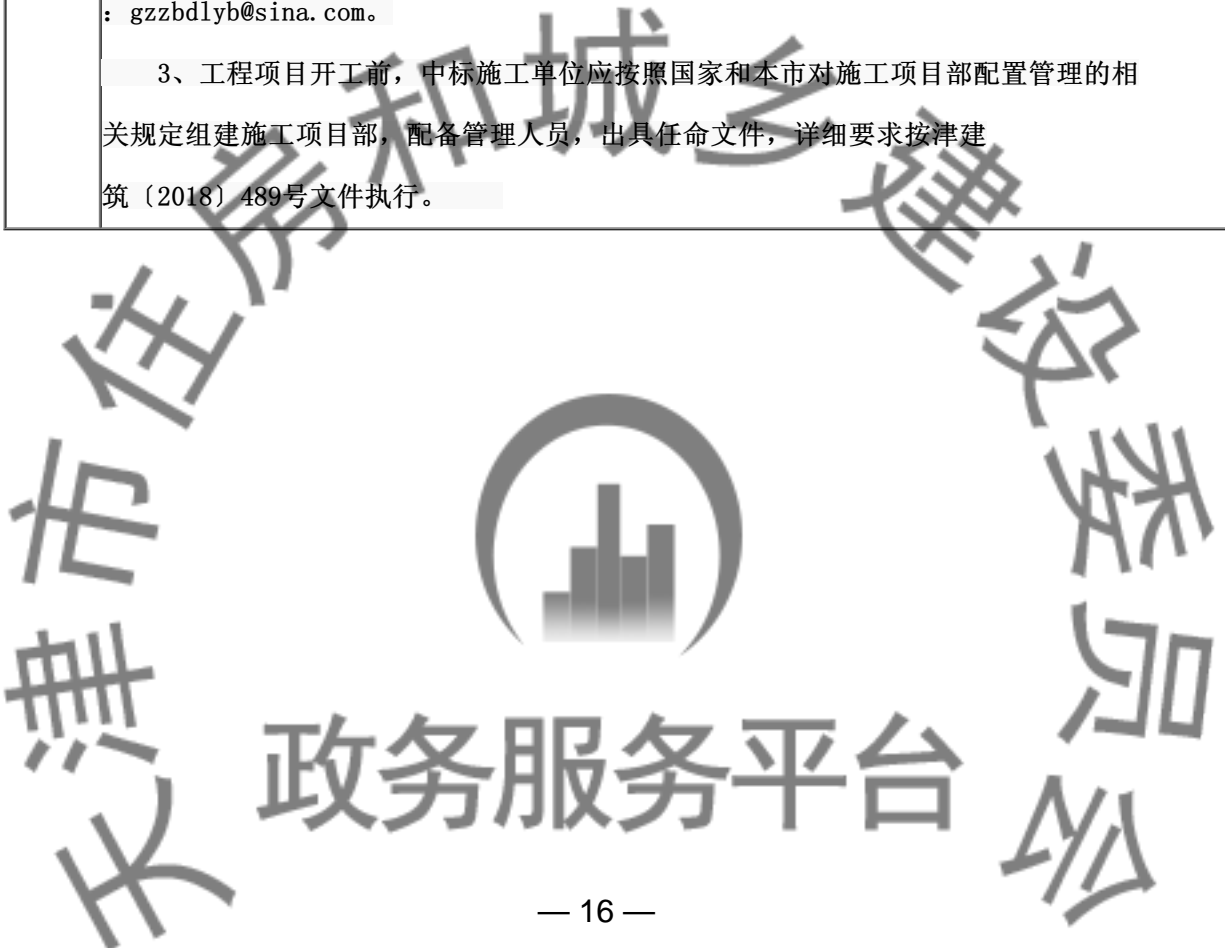 ：gzzbdlyb@sina.com。
3、工程项目开工前，中标施工单位应按照国家和本市对施工项目部配置管理的相
关规定组建施工项目部，配备管理人员，出具任命文件，详细要求按津建
筑〔2018〕489号文件执行。
天津市住房和城乡建设委员会
政务服务平台
— 16 —